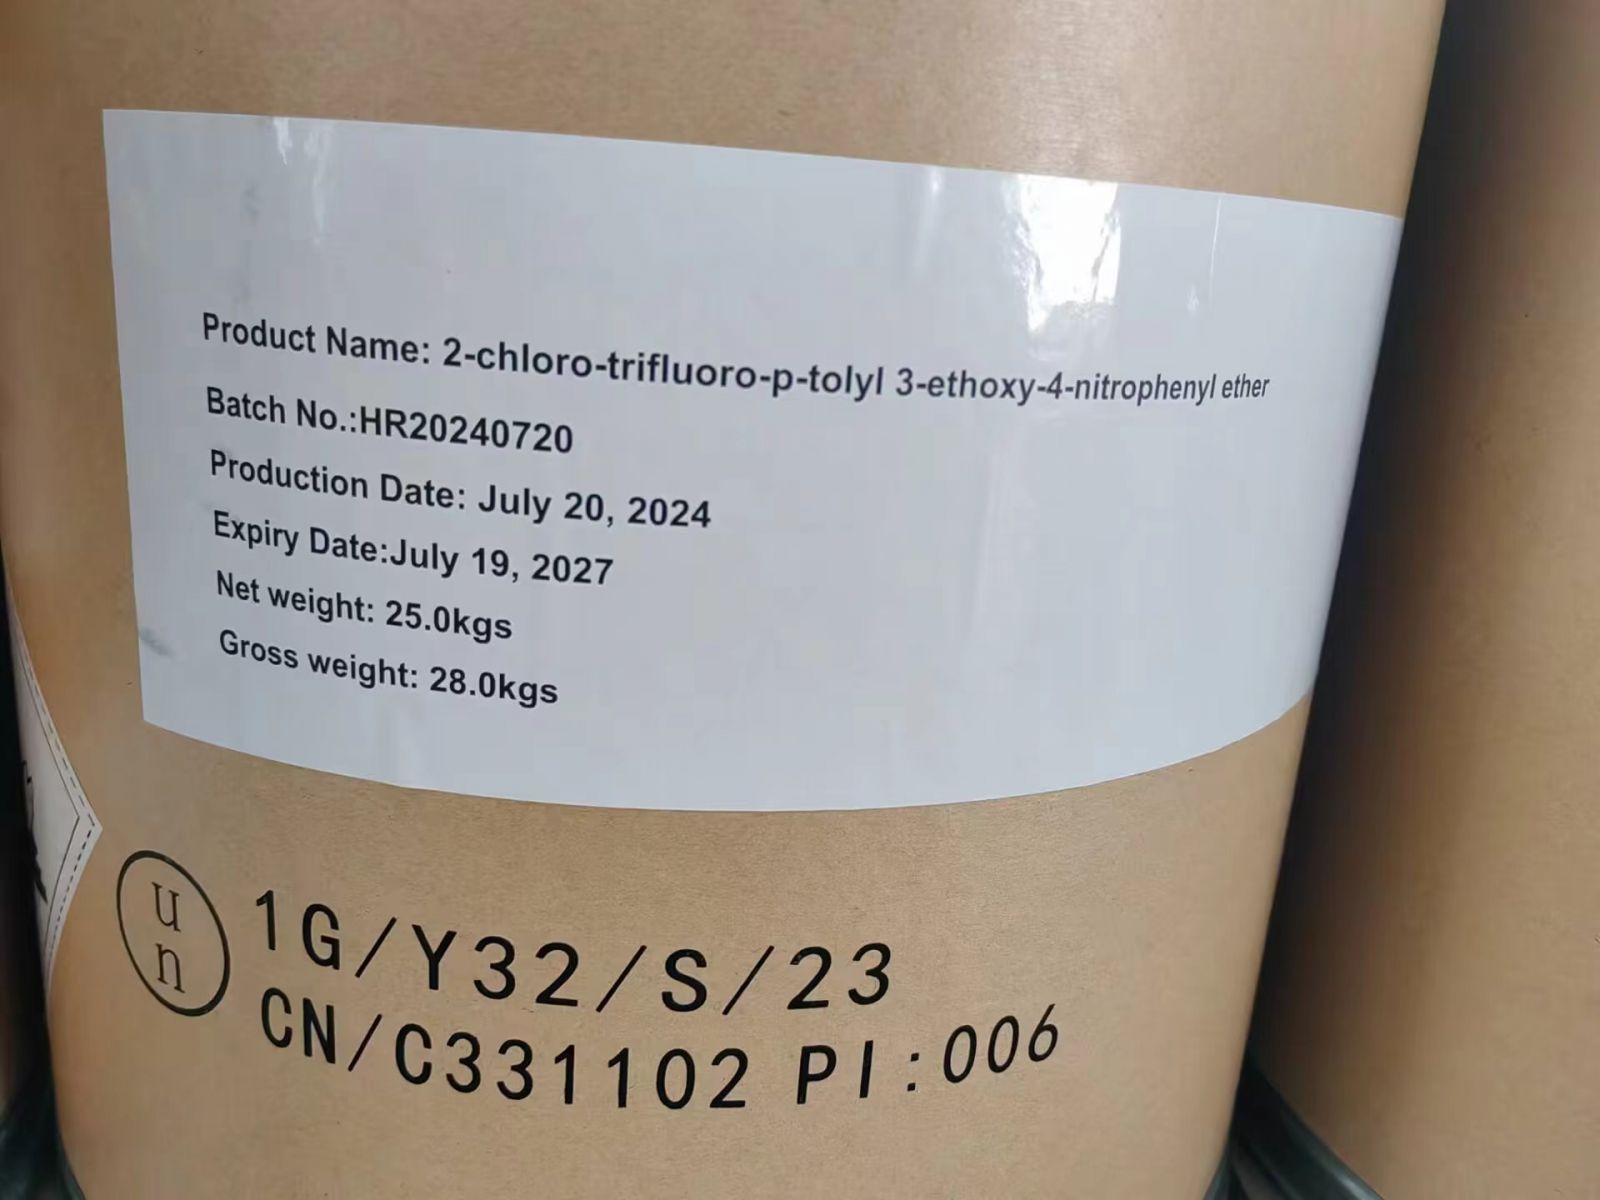 Product Name: 2-chloro-trifluoro-p-tolyl 3-ethoxy-4-nitrophenyl ether
Batch No.:HR20240720
Production Date: July 20, 2024
Expiry Date:July 19, 2027
Net weight: 25.0kgs
Gross weight: 28.0kgs
un
1G/Y32/S/23
CN/C331102 PI:006